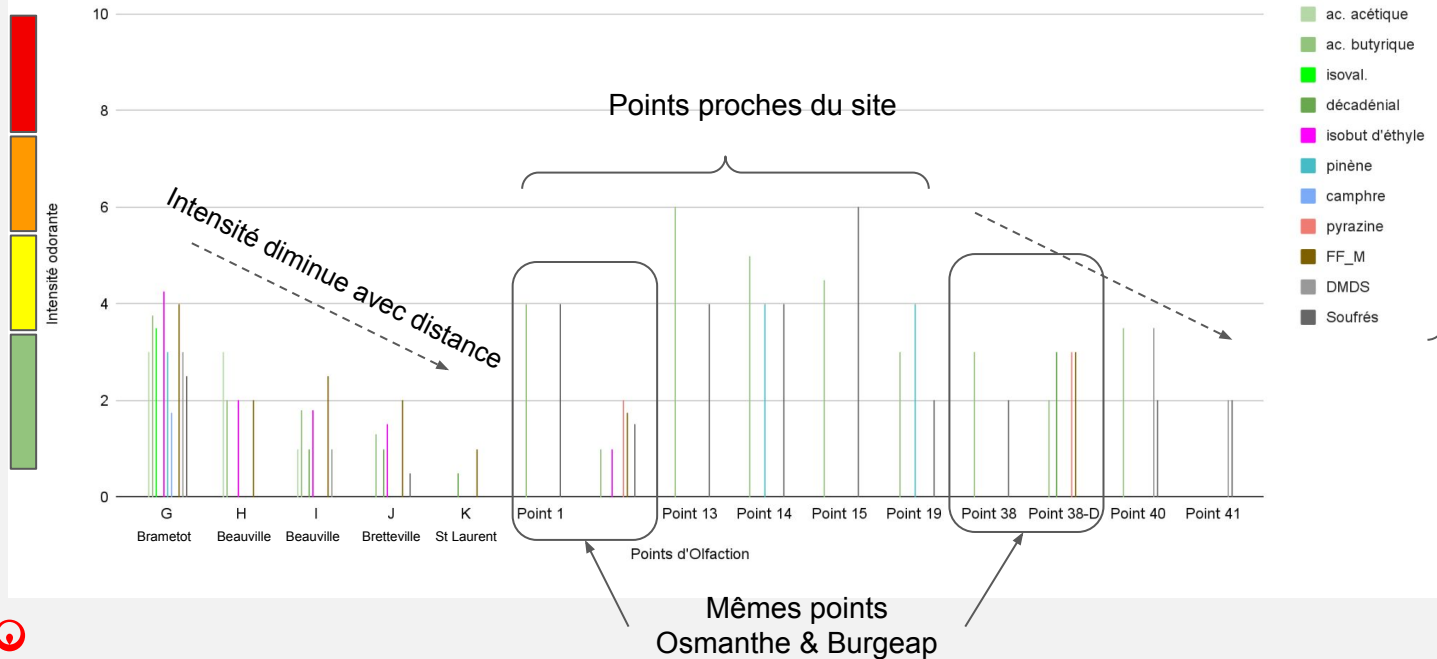 10
8
6
4
2
0
Intensité odorante
Points proches du site
Intensité diminue avec distance
G
H
I
J
K
Point 1
Point 13
Point 14
Point 15
Point 19
Point 38
Point 38-D
Point 40
Point 41
Brametot
Beauville
Beauville
Bretteville
St Laurent
Points d'Olfaction
Mêmes points
Osmanthe & Burgeap
ac. acétique
ac. butyrique
isoval.
décadénial
isobut d'éthyle
pinène
camphre
pyrazine
FF_M
DMDS
Soufrés